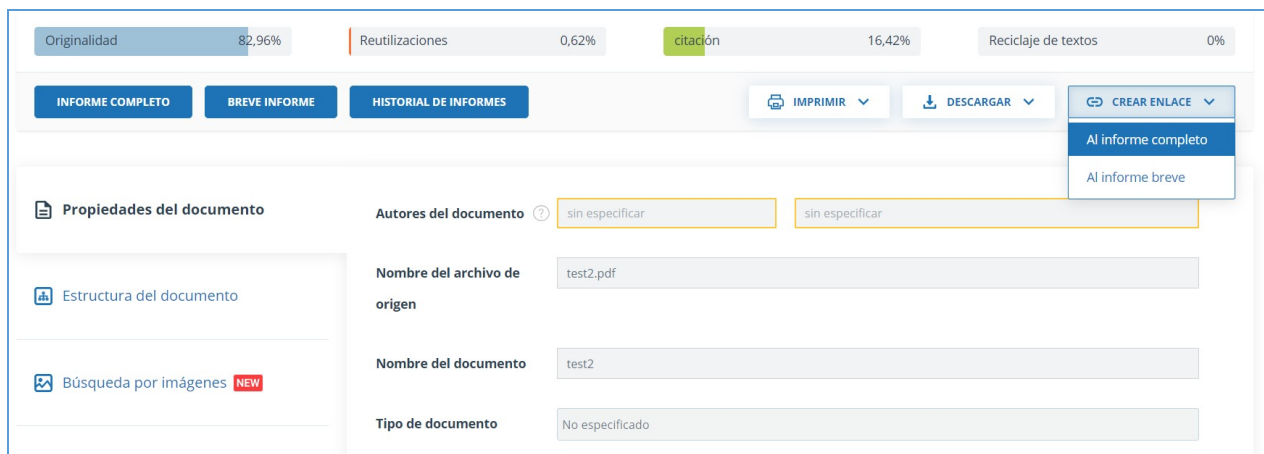 Originalidad 82,96% Reutilizaciones 0,62% citación 16,42% Reciclaje de textos 0%
INFORME COMPLETO BREVE INFORME HISTORIAL DE INFORMES IMPRIMIR DESCARGAR CREAR ENLACE
Al informe completo
Al informe breve
Propiedades del documento
Estructura del documento
Búsqueda por imágenes NEW
Autores del documento ? sin especificar sin especificar
Nombre del archivo de
origen
test2.pdf
Nombre del documento test2
Tipo de documento No especificado